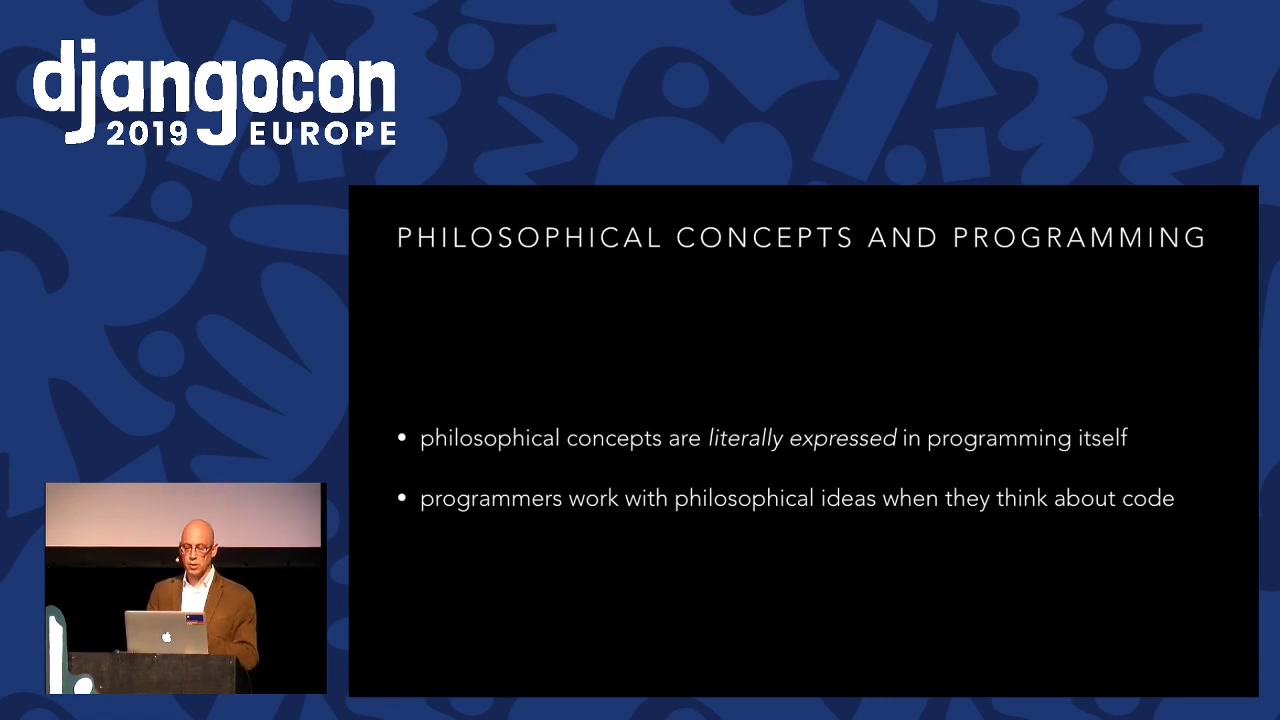 djangocon
2019 EUROPE
PHILOSOPHICAL CONCEPTS AND PROGRAMMING
• philosophical concepts are literally expressed in programming itself
• programmers work with philosophical ideas when they think about code